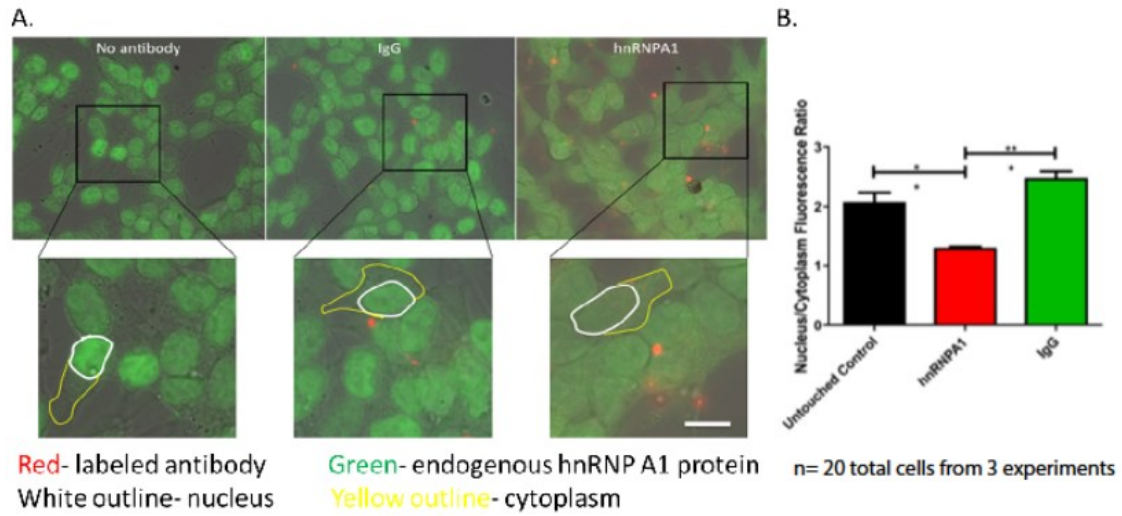 A.
No antibody
IgG
hnRNPA1
Red- labeled antibody
Green- endogenous hnRNP A1 protein
White outline- nucleus
Yellow outline- cytoplasm
B.
Nucleus/Cytoplasm Fluorescence Ratio
3
2
1
0
*
*
**
*
Untouched Control
hnRNPA1
IgG
n= 20 total cells from 3 experiments